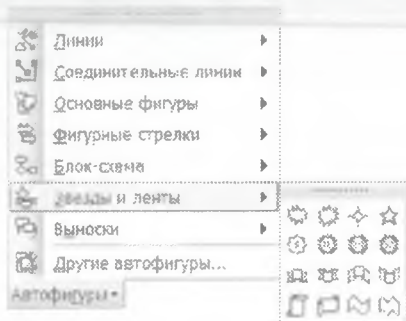 Линии
Соединительные линии
Основные фигуры
Фигурные стрелки
Блок-схема
Звезды и ленты
Выноски
Другие автофигуры...
Автофигуры